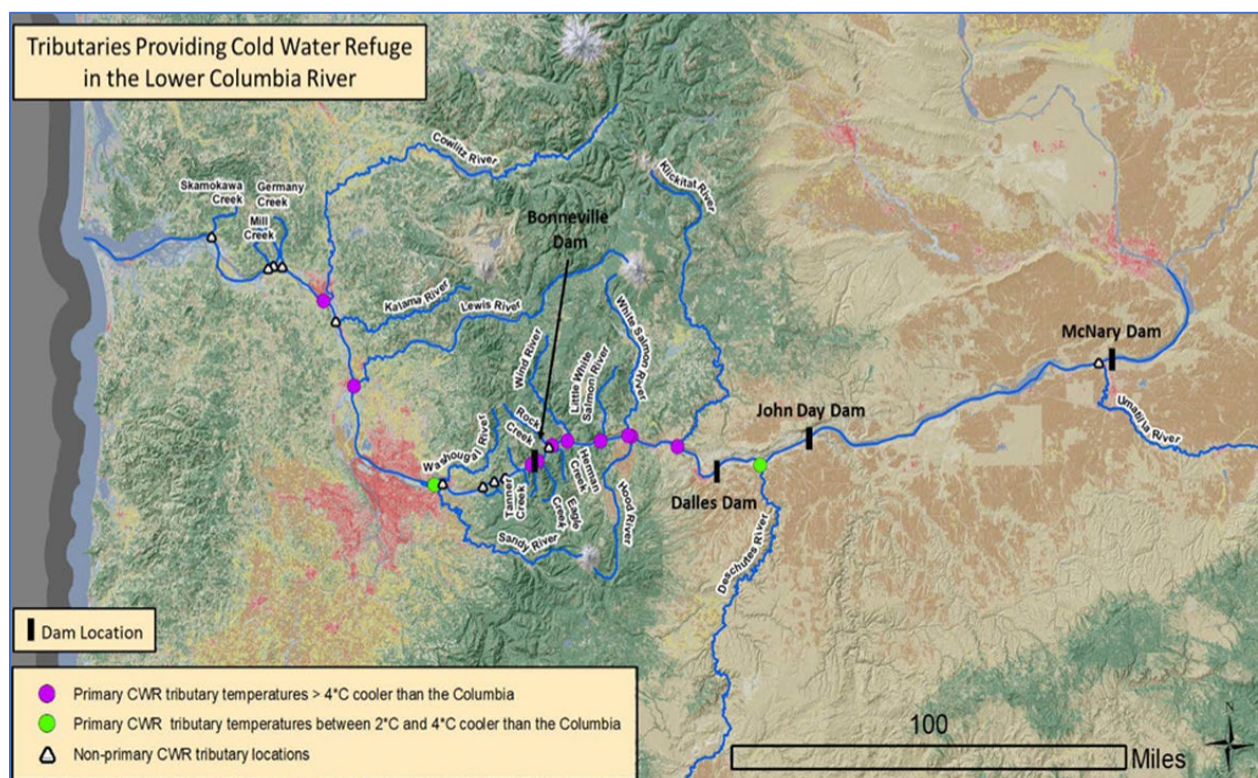 Tributaries Providing Cold Water Refuge
in the Lower Columbia River
Cowlitz River
Klickitat River
Skamokawa
Creek
Germany
Creek
Mill
Creek
Bonneville
Dam
Kalama River
Lewis River
White Salmon River
Wind River
Little White
Salmon River
McNary Dam
Rock
Creek
Washougal River
John Day Dam
Umatilla River
Herman
Creek
Tanner
Creek
Eagle
Creek
Hood River
Dalles Dam
Sandy River
Deschutes River
Dam Location
Primary CWR tributary temperatures > 4°C cooler than the Columbia
Primary CWR tributary temperatures between 2°C and 4°C cooler than the Columbia
Non-primary CWR tributary locations
100
Miles
N